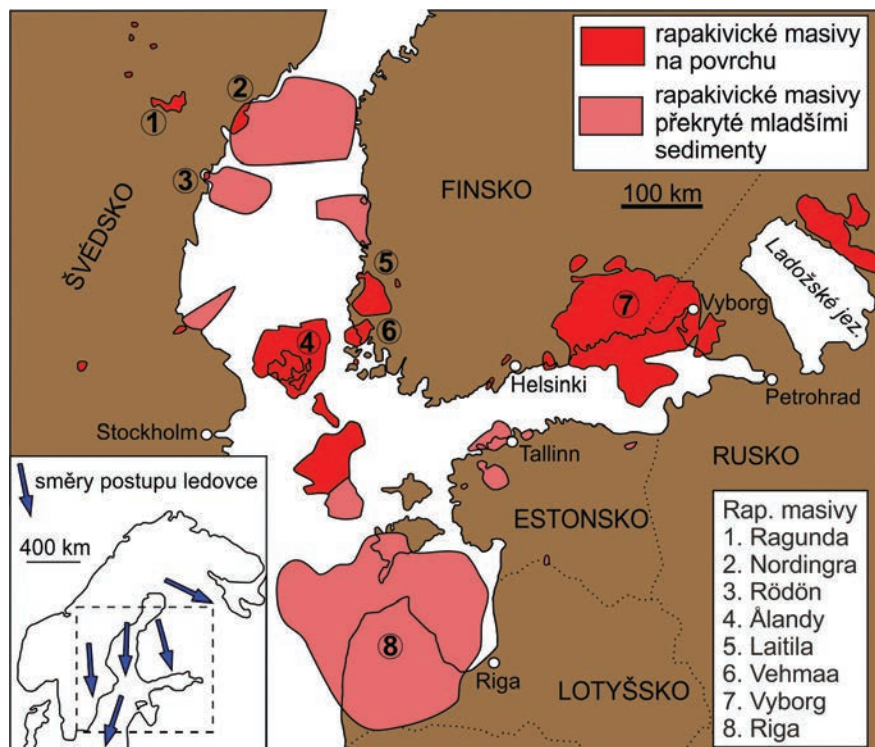 rapakivické masivy
na povrchu
rapakivické masivy
překryté mladšími
sedimenty
100 km
ŠVÉDSKO
FINSKO
Ladožské jez.
1
2
3
4
5
6
7
8
Vyborg
Helsinki
Petrohrad
Stockholm
Tallinn
RUSKO
ESTONSKO
Riga
LOTYŠSKO
směry postupu ledovce
400 km
Rap. masivy
1. Ragunda
2. Nordingra
3. Rödön
4. Ålandy
5. Laitila
6. Vehmaa
7. Vyborg
8. Riga